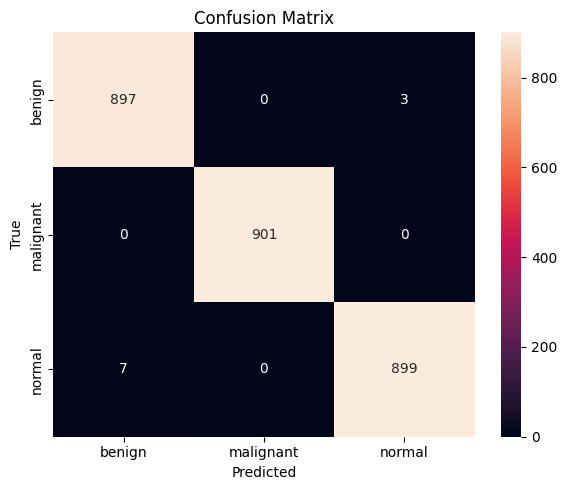 Confusion Matrix
True
benign
897
0
3
malignant
0
901
0
normal
7
0
899
benign
malignant
normal
Predicted
800
600
400
200
0